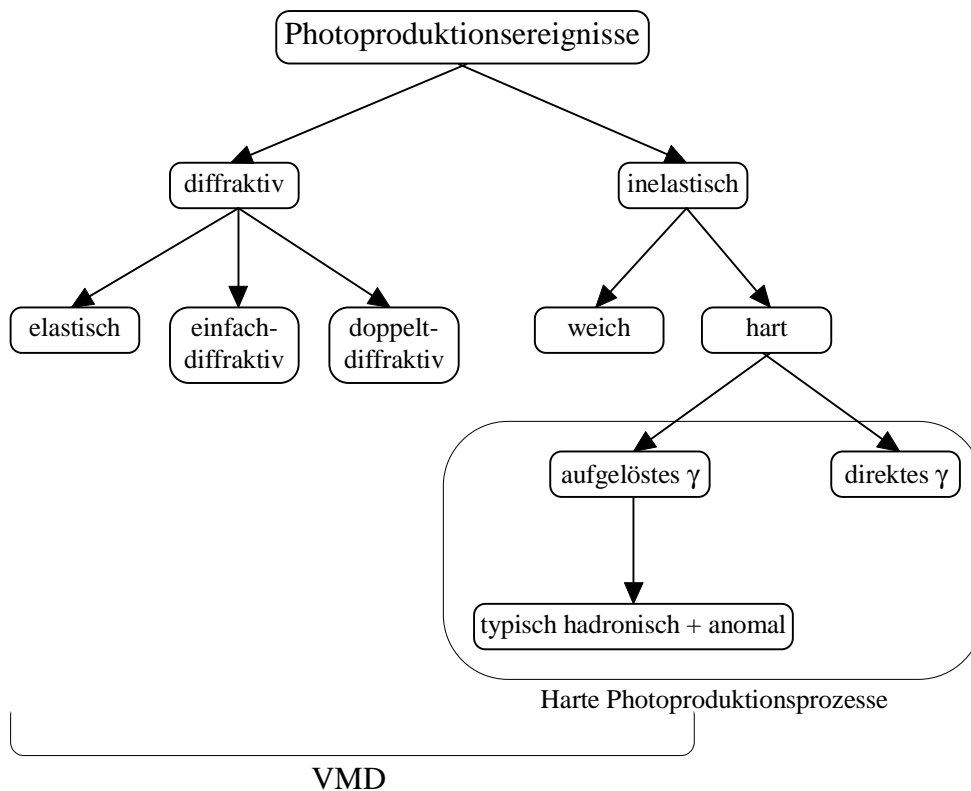 Photoproduktionsereignisse
diffraktiv
inelastisch
elastisch
einfach-
diffraktiv
doppelt-
diffraktiv
weich
hart
aufgelöstes γ
direktes γ
typisch hadronisch + anomal
Harte Photoproduktionsprozesse
VMD